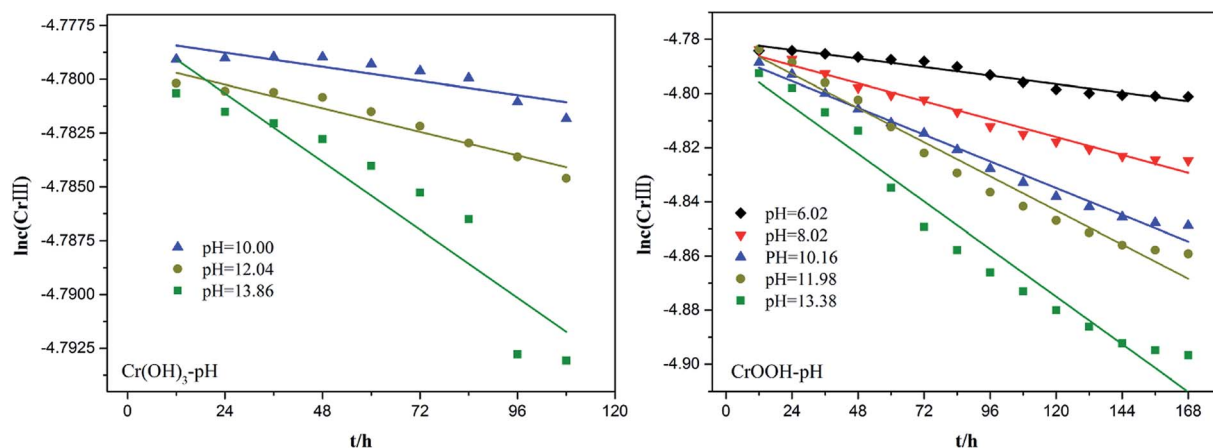 lnc(CrIII)
-4.7775
-4.7800
-4.7825
-4.7850
-4.7875
-4.7900
-4.7925
pH=10.00
pH=12.04
pH=13.86
Cr(OH)3-pH
0 24 48 72 96 120
t/h
lnc(CrIII)
-4.78
-4.80
-4.82
-4.84
-4.86
-4.88
-4.90
pH=6.02
pH=8.02
PH=10.16
pH=11.98
pH=13.38
CrOOH-pH
0 24 48 72 96 120 144 168
t/h